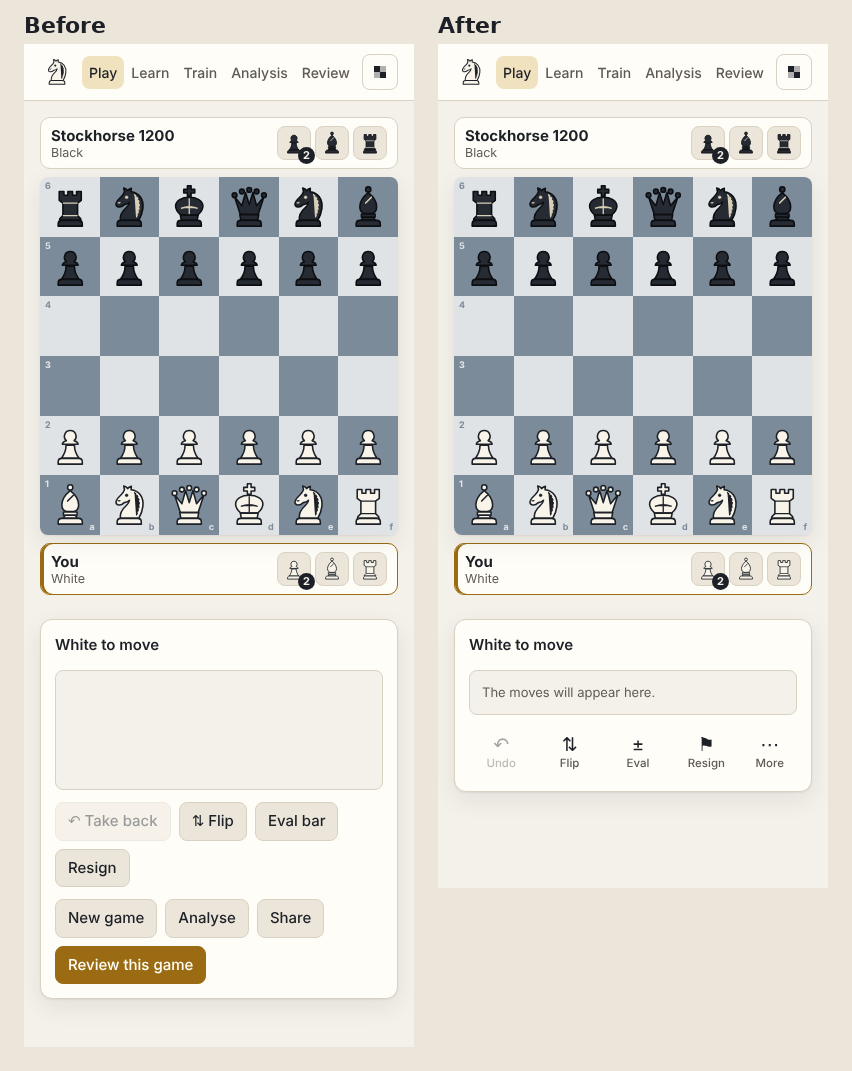 Before
Play Learn Train Analysis Review
Stockhorse 1200
Black
2
6
5
4
3
2
1
a b c d e f
You
White
2
White to move
↶ Take back ⇅ Flip Eval bar
Resign
New game Analyse Share
Review this game
After
Play Learn Train Analysis Review
Stockhorse 1200
Black
2
6
5
4
3
2
1
a b c d e f
You
White
2
White to move
The moves will appear here.
↶ ⇅ ± ⚑ ⋯
Undo Flip Eval Resign More